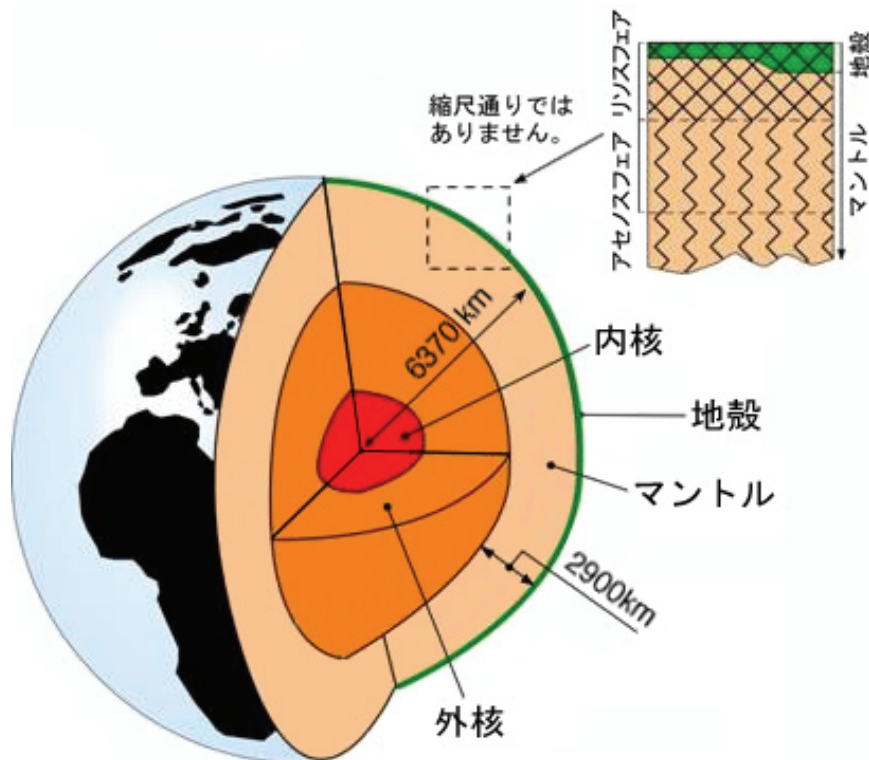 リソスフェア
アセノスフェア
地殻
マントル
縮尺通りでは
ありません。
6370 km
内核
地殻
マントル
2900km
外核